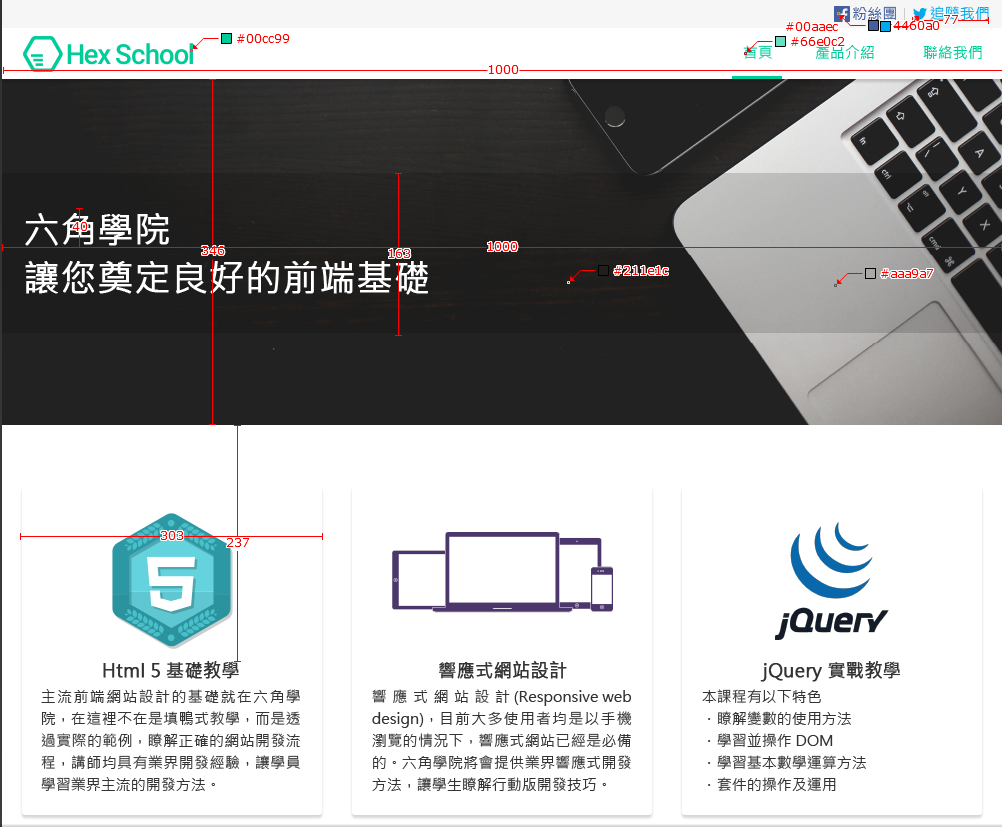 粉絲團 | 追蹤我們
77
#00aaec
4460a0
#66e0c2
#00cc99
Hex School
首頁 產品介紹 聯絡我們
1000
fn
ctrl
A
Y
X
cmd
40
346
163
1000
六角學院
讓您奠定良好的前端基礎
#211e1c
#aaa9a7
303
237
5
jQuery
Html 5 基礎教學
主流前端網站設計的基礎就在六角學
院，在這裡不在是填鴨式教學，而是透
過實際的範例，瞭解正確的網站開發流
程，講師均具有業界開發經驗，讓學員
學習業界主流的開發方法。
響應式網站設計
響應式網站設計(Responsive web
design)，目前大多使用者均是以手機
瀏覽的情況下，響應式網站已經是必備
的。六角學院將會提供業界響應式開發
方法，讓學生瞭解行動版開發技巧。
jQuery 實戰教學
本課程有以下特色
．瞭解變數的使用方法
．學習並操作 DOM
．學習基本數學運算方法
．套件的操作及運用